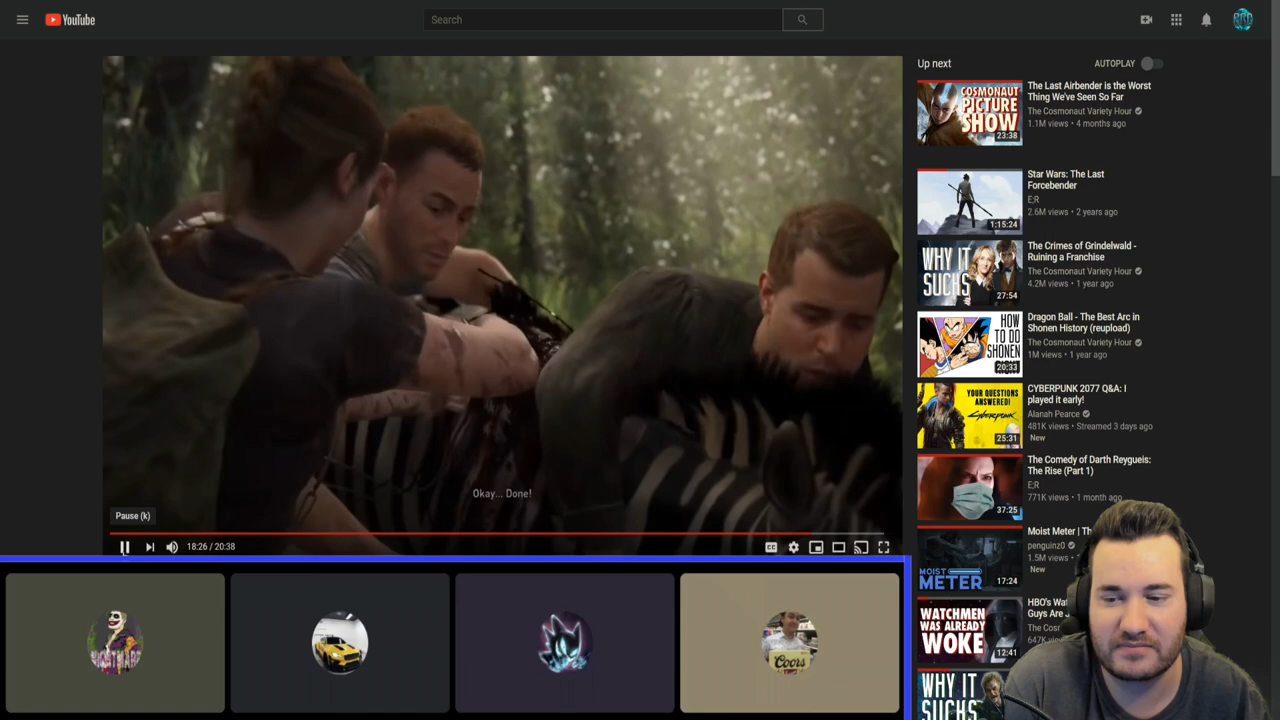 YouTube
Search
Up next
AUTOPLAY
COSMONAUT
PICTURE
SHOW
23:38
The Last Airbender is the Worst
Thing We've Seen So Far
The Cosmonaut Variety Hour
1.1M views • 4 months ago
1:15:24
Star Wars: The Last
Forcebender
E;R
2.6M views • 2 years ago
WHY IT
SUCKS
27:54
The Crimes of Grindelwald -
Ruining a Franchise
The Cosmonaut Variety Hour
4.2M views • 1 year ago
HOW
TO DO
SHONEN
RIGHT
20:33
Dragon Ball - The Best Arc in
Shonen History (reupload)
The Cosmonaut Variety Hour
1M views • 1 year ago
YOUR QUESTIONS
ANSWERED!
CYBERPUNK
25:31
CYBERPUNK 2077 Q&A: I
played it early!
Alanah Pearce
481K views • Streamed 3 days ago
New
37:25
The Comedy of Darth Reygueis:
The Rise (Part 1)
E;R
771K views • 1 month ago
MOIST
METER
17:24
Moist Meter | Th
penguinz0
1.5M views •
New
WATCHMEN
WAS ALREADY
WOKE
12:41
HBO's Wat
Guys Are J
The Cosr
647K
WHY IT
SUCKS
Okay... Done!
Pause (k)
18:26 / 20:38
CC
NIGHTMARE
Coors